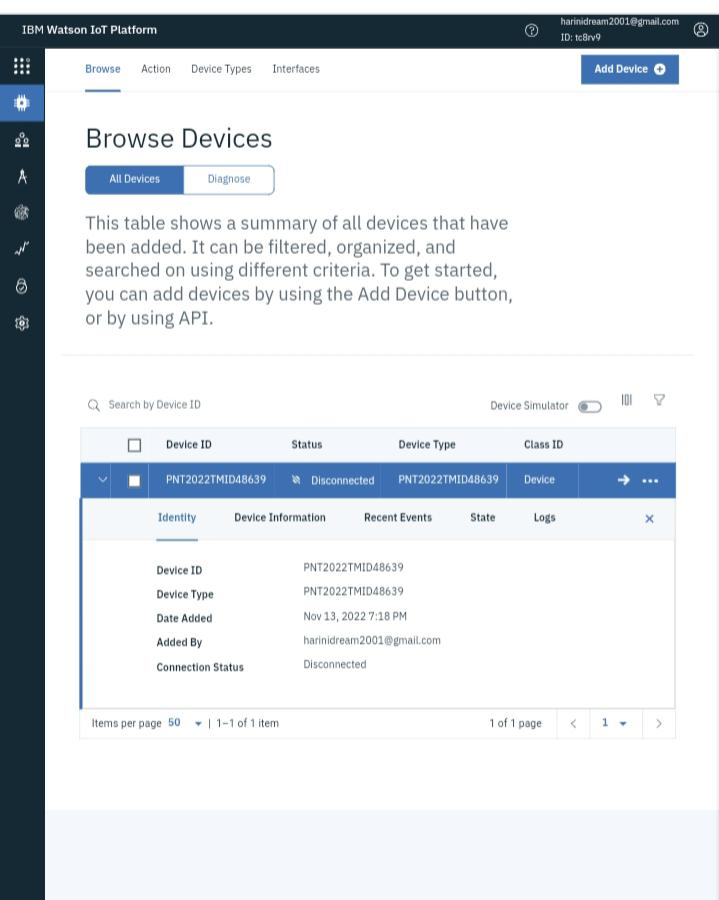 IBM Watson IoT Platform
harinidream2001@gmail.com
ID: tc8rv9
Browse Action Device Types Interfaces
Add Device
Browse Devices
All Devices Diagnose
This table shows a summary of all devices that have
been added. It can be filtered, organized, and
searched on using different criteria. To get started,
you can add devices by using the Add Device button,
or by using API.
Search by Device ID
Device Simulator
Device ID Status Device Type Class ID
PNT2022TMID48639 Disconnected PNT2022TMID48639 Device
Identity Device Information Recent Events State Logs
Device ID PNT2022TMID48639
Device Type PNT2022TMID48639
Date Added Nov 13, 2022 7:18 PM
Added By harinidream2001@gmail.com
Connection Status Disconnected
Items per page 50 | 1–1 of 1 item 1 of 1 page 1